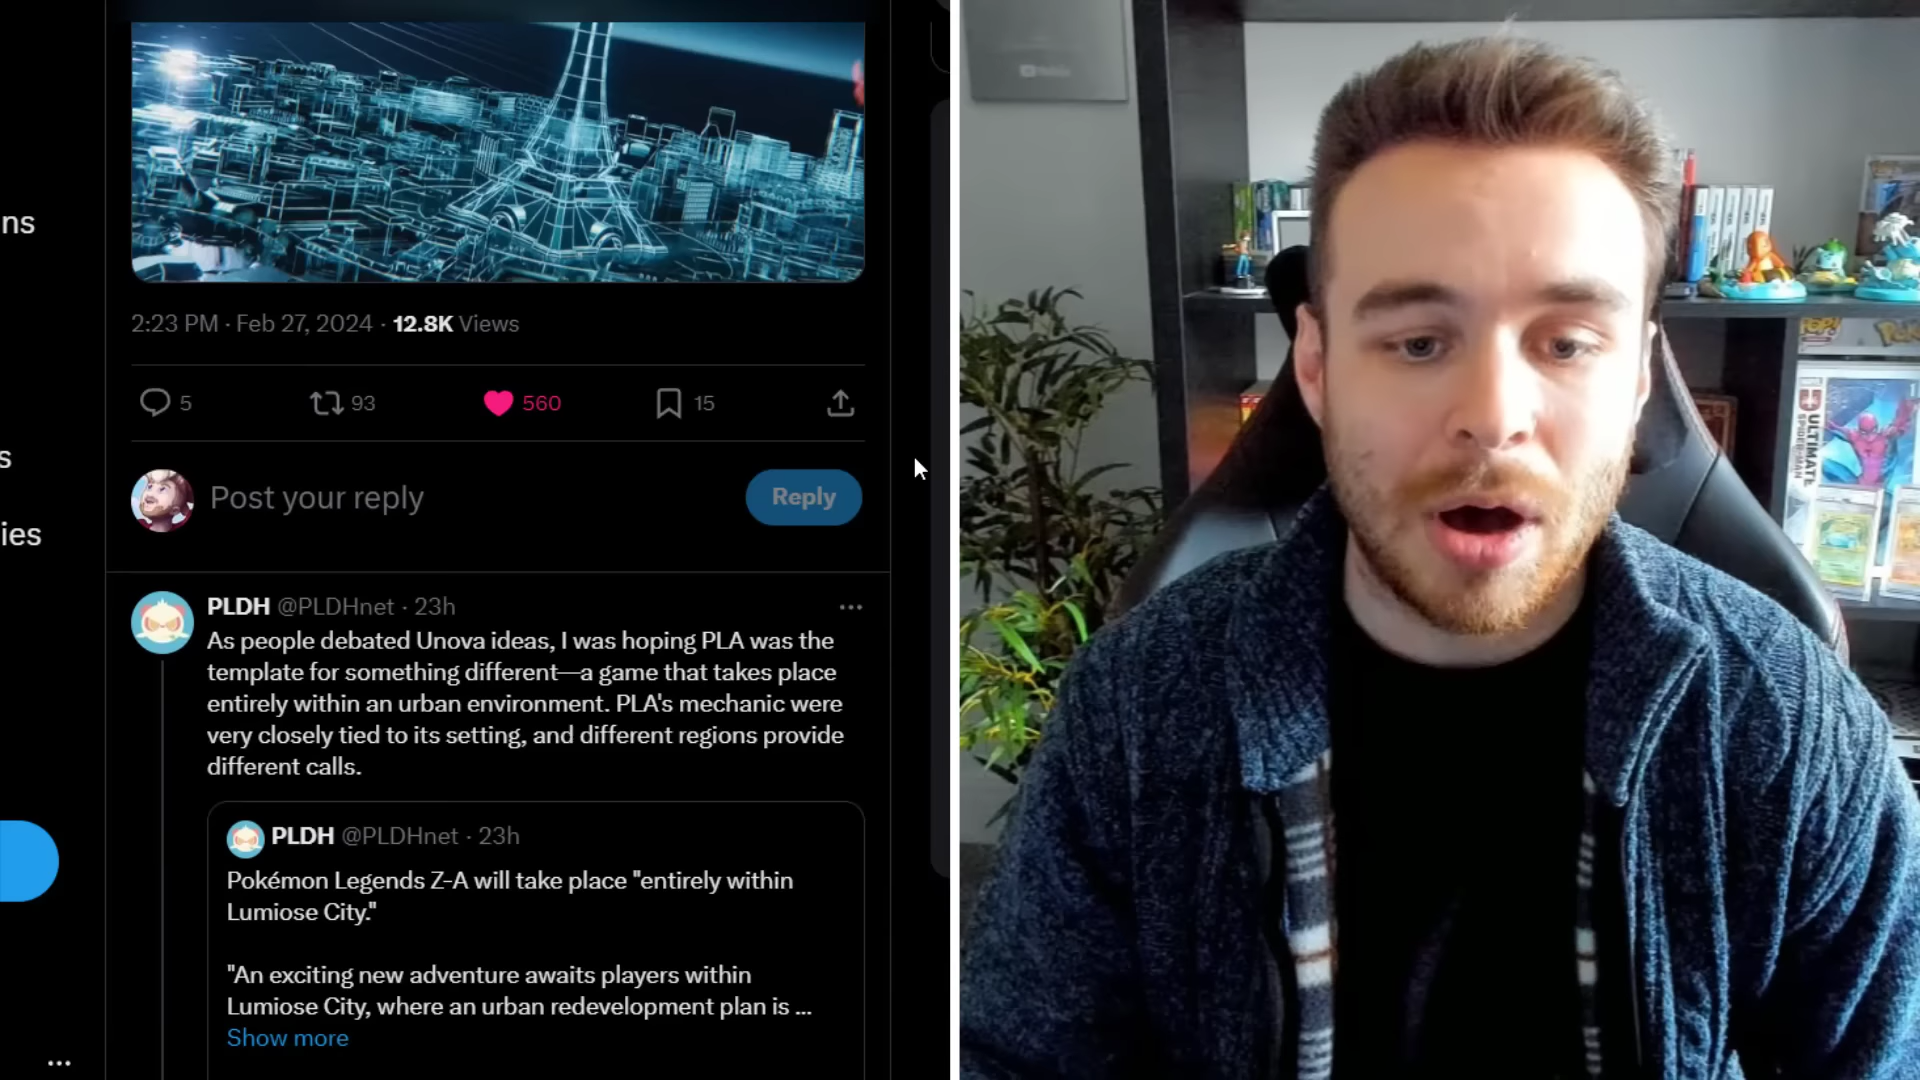 ns
s
ies
2:23 PM · Feb 27, 2024 · 12.8K Views
5
93
560
15
Post your reply
Reply
PLDH @PLDHnet · 23h
As people debated Unova ideas, I was hoping PLA was the
template for something different—a game that takes place
entirely within an urban environment. PLA's mechanic were
very closely tied to its setting, and different regions provide
different calls.
PLDH @PLDHnet · 23h
Pokémon Legends Z-A will take place "entirely within
Lumiose City."
"An exciting new adventure awaits players within
Lumiose City, where an urban redevelopment plan is ...
Show more
POP!
ULTIMATE
SPIDER-MAN